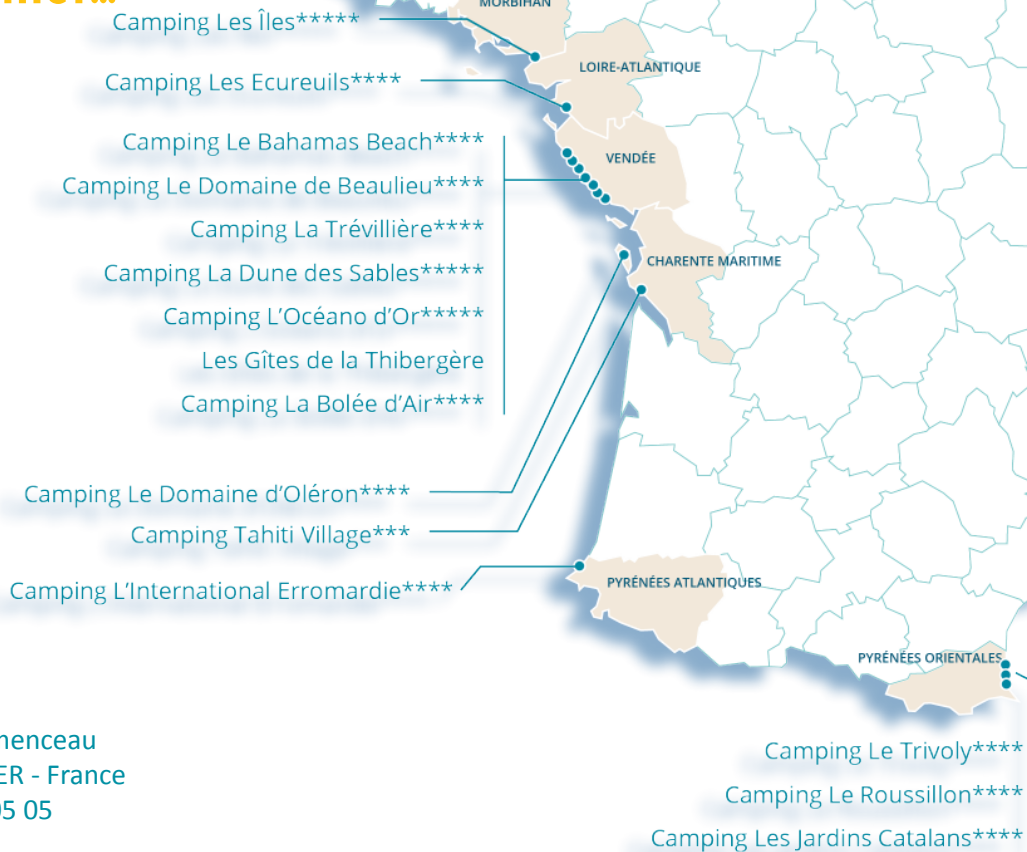 MORBIHAN
Camping Les Îles*****
LOIRE-ATLANTIQUE
Camping Les Ecureuils****
Camping Le Bahamas Beach****
VENDÉE
Camping Le Domaine de Beaulieu****
Camping La Trévillière****
CHARENTE MARITIME
Camping La Dune des Sables*****
Camping L’Océano d’Or*****
Les Gîtes de la Thibergère
Camping La Bolée d’Air****
Camping Le Domaine d’Oléron****
Camping Tahiti Village***
Camping L’International Erromardie****
PYRÉNÉES ATLANTIQUES
PYRÉNÉES ORIENTALES
Camping Le Trivoly****
Camping Le Roussillon****
Camping Les Jardins Catalans****
menceau
ER - France
05 05